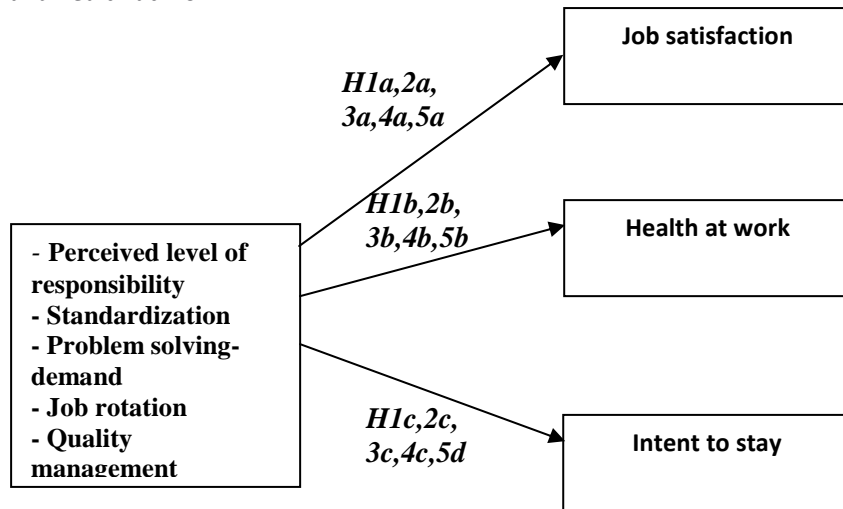 Job satisfaction
H1a,2a,
3a,4a,5a
H1b,2b,
3b,4b,5b
Health at work
- Perceived level of
responsibility
- Standardization
- Problem solving-
demand
- Job rotation
- Quality
management
H1c,2c,
3c,4c,5d
Intent to stay